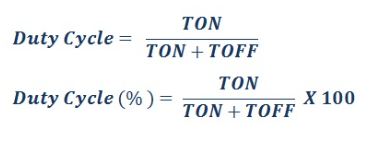 Duty Cycle = TON / TON + TOFF
Duty Cycle (%) = TON / TON + TOFF X 100